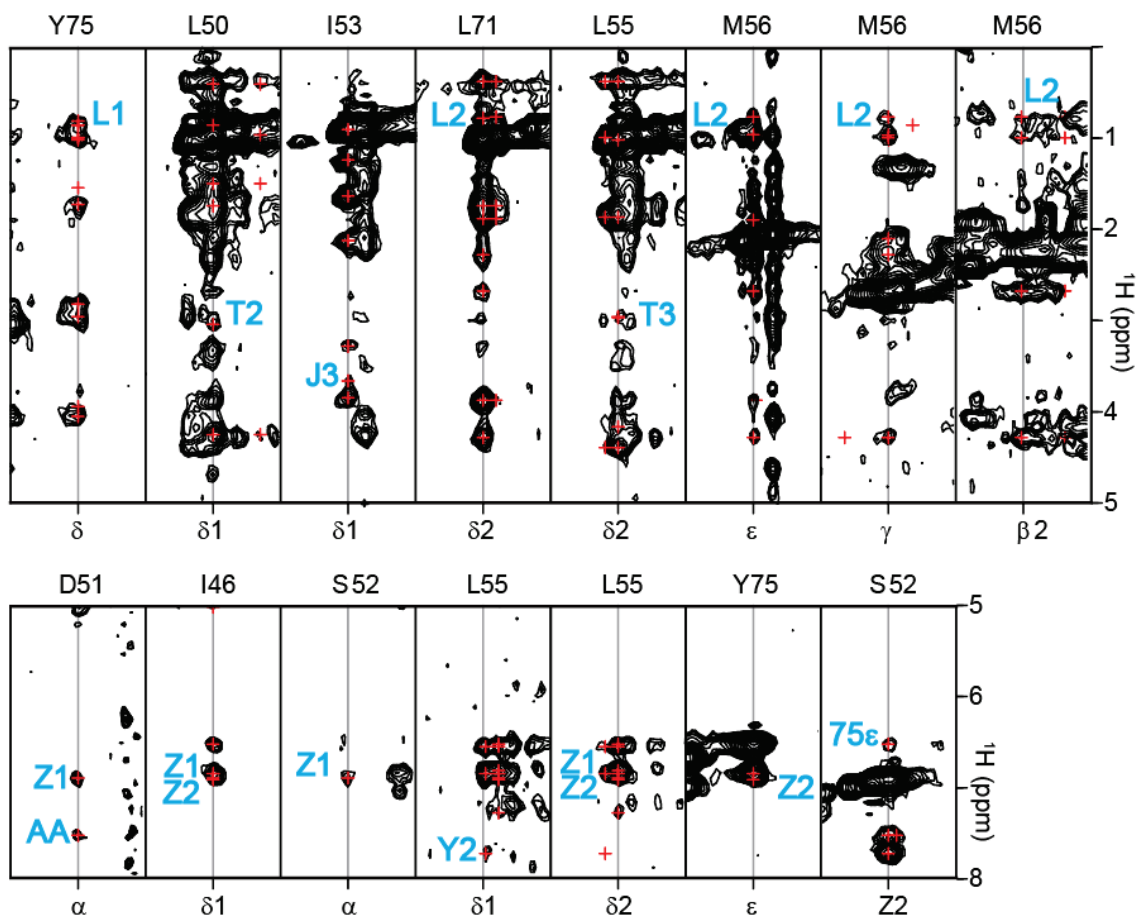 Y75 L50 I53 L71 L55 M56 M56 M56
L1 L2 L2 L2 L2
1
2
T2 T3
J3
4
5
¹H (ppm)
δ δ1 δ1 δ2 δ2 ε γ β2
D51 I46 S52 L55 L55 Y75 S52
5
6
75ε
Z1 Z1 Z1 Z1
Z2 Z2 Z2
AA Y2
8
¹H (ppm)
α δ1 α δ1 δ2 ε Z2